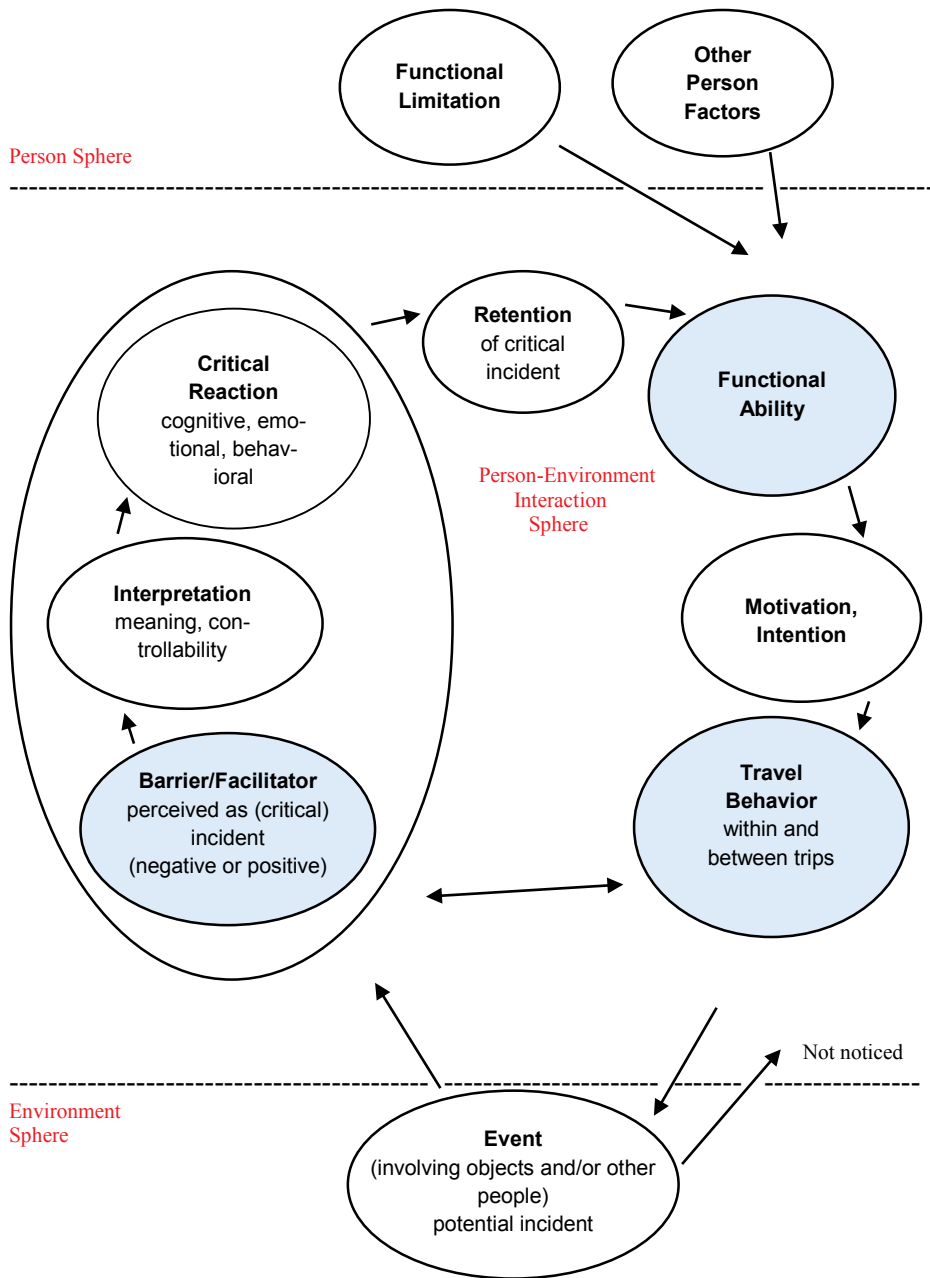 Functional
Limitation
Other
Person
Factors
Person Sphere
Critical
Reaction
cognitive, emo-
tional, behav-
ioral
Retention
of critical
incident
Functional
Ability
Person-Environment
Interaction
Sphere
Interpretation
meaning, con-
trollability
Motivation,
Intention
Barrier/Facilitator
perceived as (critical)
incident
(negative or positive)
Travel
Behavior
within and
between trips
Not noticed
Environment
Sphere
Event
(involving objects and/or other
people)
potential incident